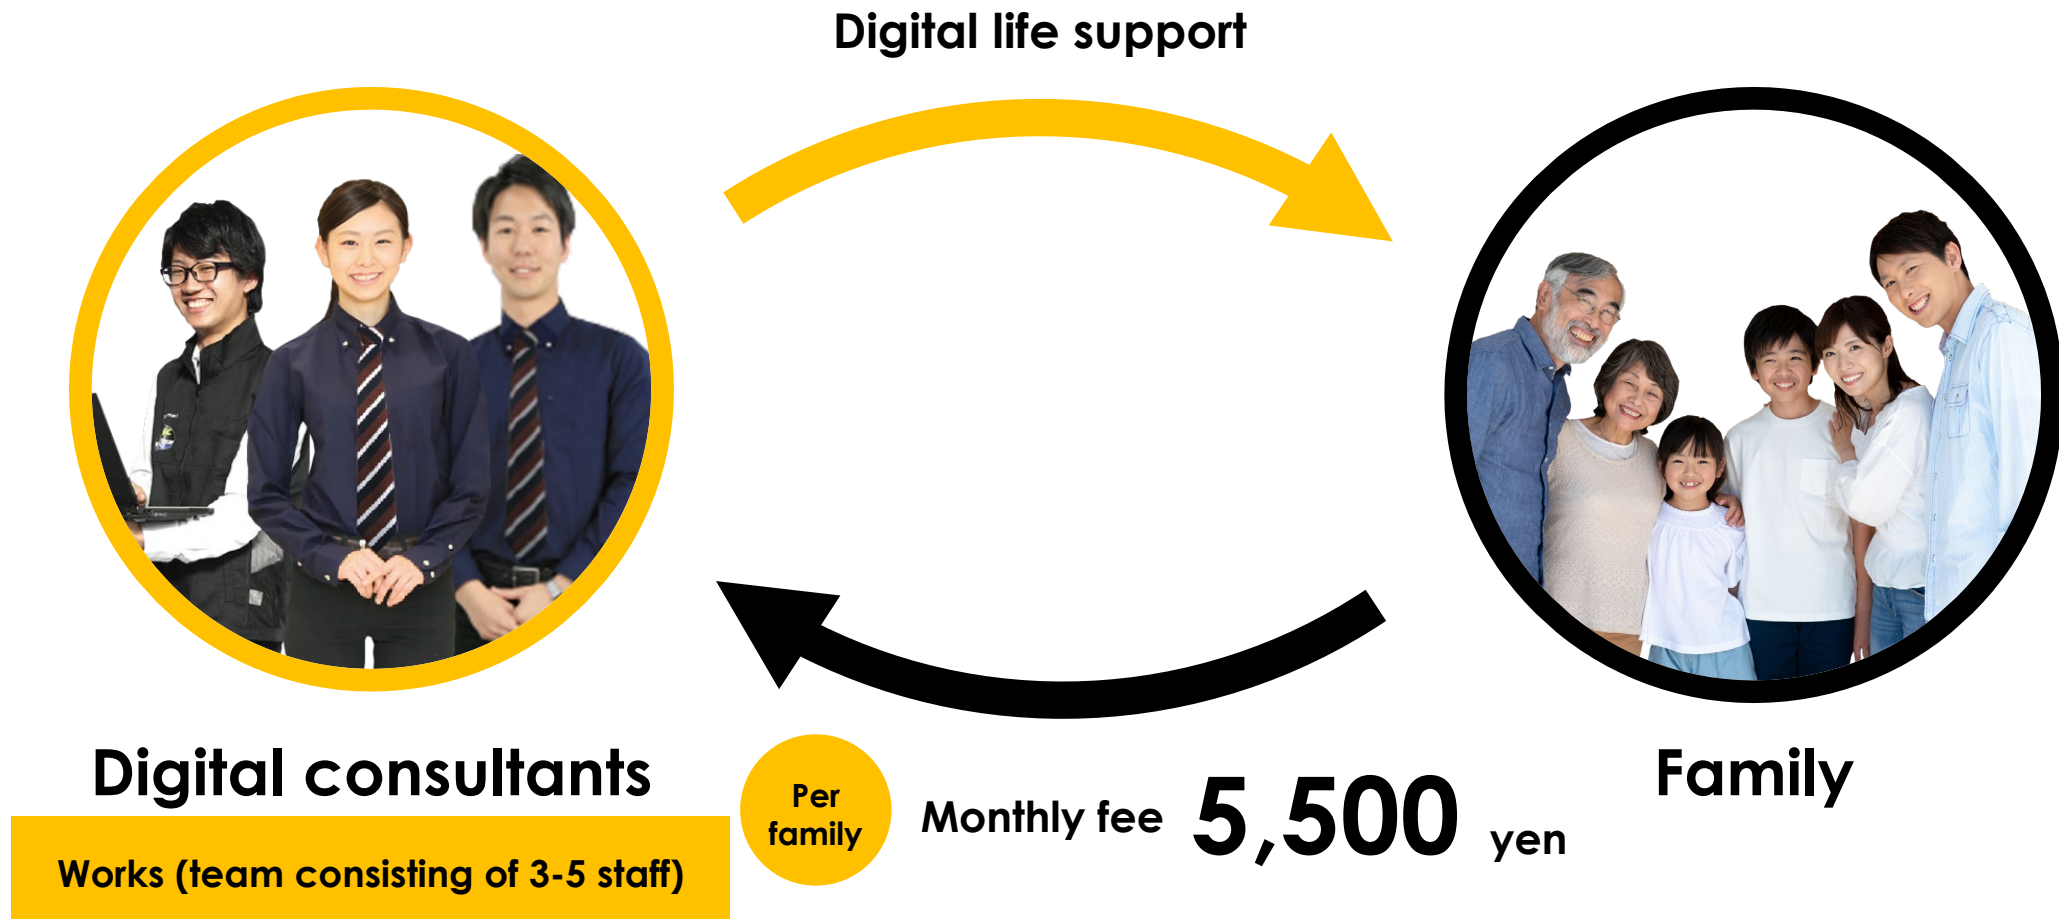 Digital life support
Digital consultants
Works (team consisting of 3-5 staff)
Per
family
Monthly fee 5,500 yen
Family